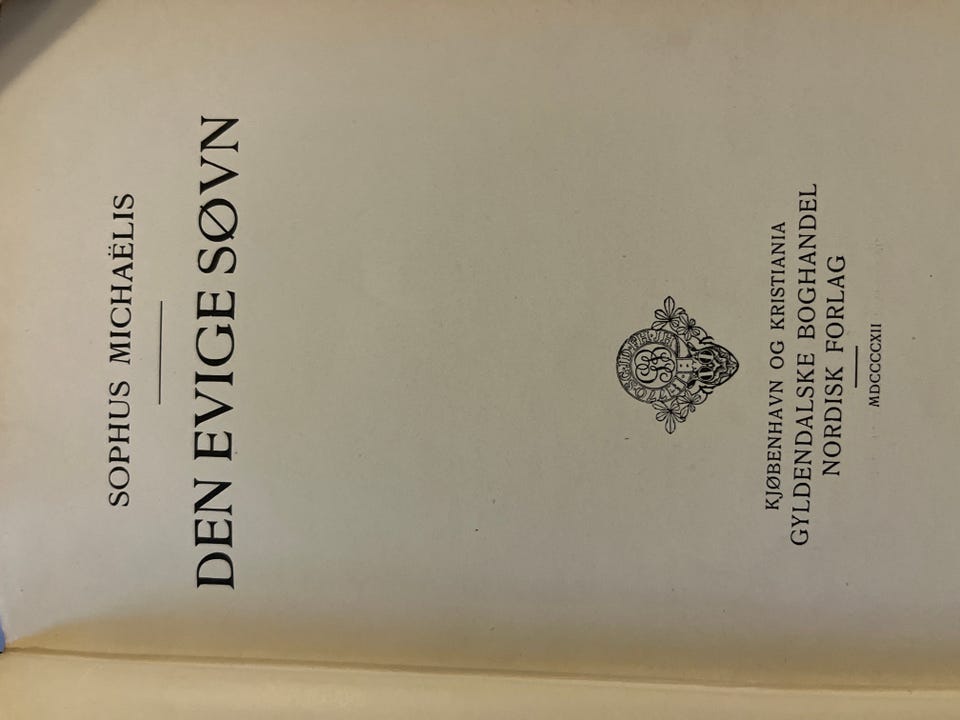 SOPHUS MICHAËLIS
DEN EVIGE SØVN
KJØBENHAVN OG KRISTIANIA
GYLDENDALSKE BOGHANDEL
NORDISK FORLAG
MDCCCCXII